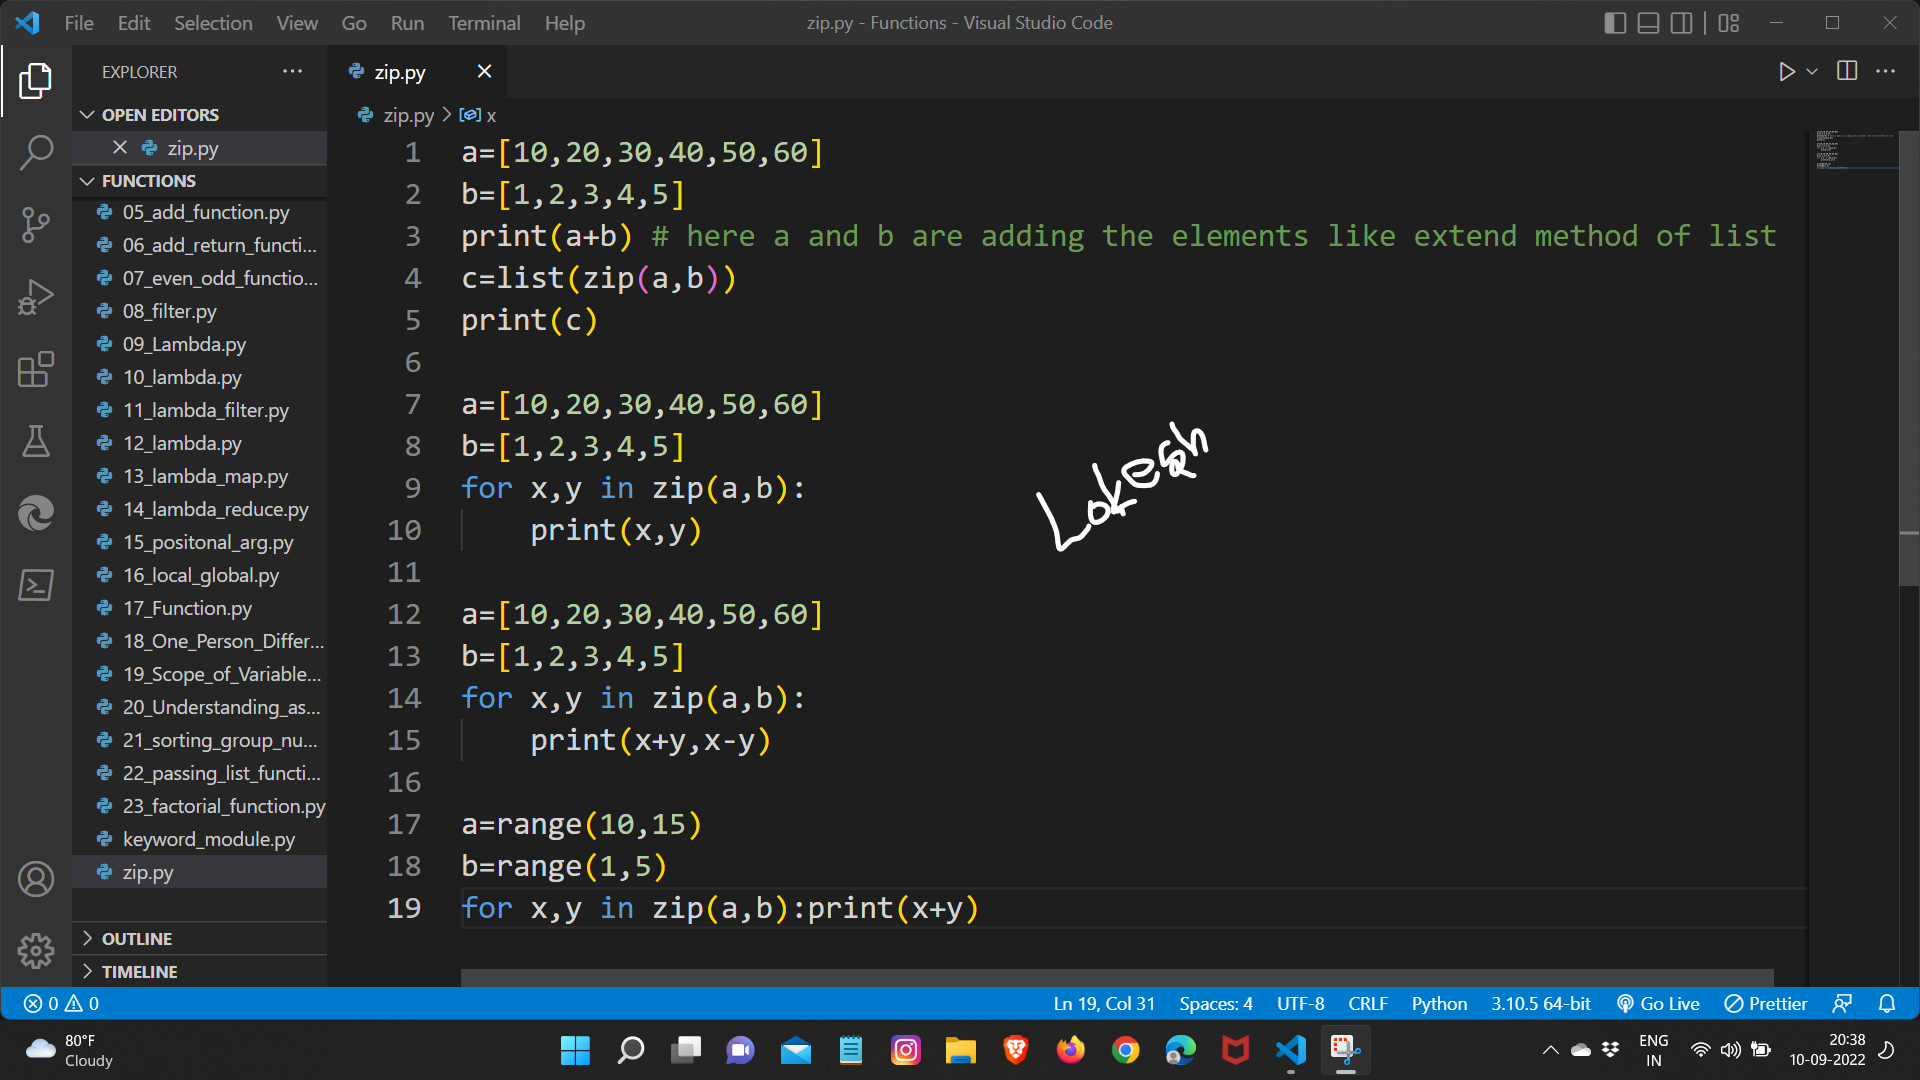 File Edit Selection View Go Run Terminal Help
zip.py - Functions - Visual Studio Code
EXPLORER
OPEN EDITORS
zip.py
FUNCTIONS
05_add_function.py
06_add_return_functi...
07_even_odd_functio...
08_filter.py
09_Lambda.py
10_lambda.py
11_lambda_filter.py
12_lambda.py
13_lambda_map.py
14_lambda_reduce.py
15_positonal_arg.py
16_local_global.py
17_Function.py
18_One_Person_Differ...
19_Scope_of_Variable...
20_Understanding_as...
21_sorting_group_nu...
22_passing_list_functi...
23_factorial_function.py
keyword_module.py
zip.py
OUTLINE
TIMELINE
zip.py
zip.py > x
1 a=[10,20,30,40,50,60]
2 b=[1,2,3,4,5]
3 print(a+b) # here a and b are adding the elements like extend method of list
4 c=list(zip(a,b))
5 print(c)
6
7 a=[10,20,30,40,50,60]
8 b=[1,2,3,4,5]
9 for x,y in zip(a,b):
10     print(x,y)
11
12 a=[10,20,30,40,50,60]
13 b=[1,2,3,4,5]
14 for x,y in zip(a,b):
15     print(x+y,x-y)
16
17 a=range(10,15)
18 b=range(1,5)
19 for x,y in zip(a,b):print(x+y)
Lokesh
0 0
Ln 19, Col 31 Spaces: 4 UTF-8 CRLF Python 3.10.5 64-bit Go Live Prettier
80°F
Cloudy
ENG
IN
20:38
10-09-2022